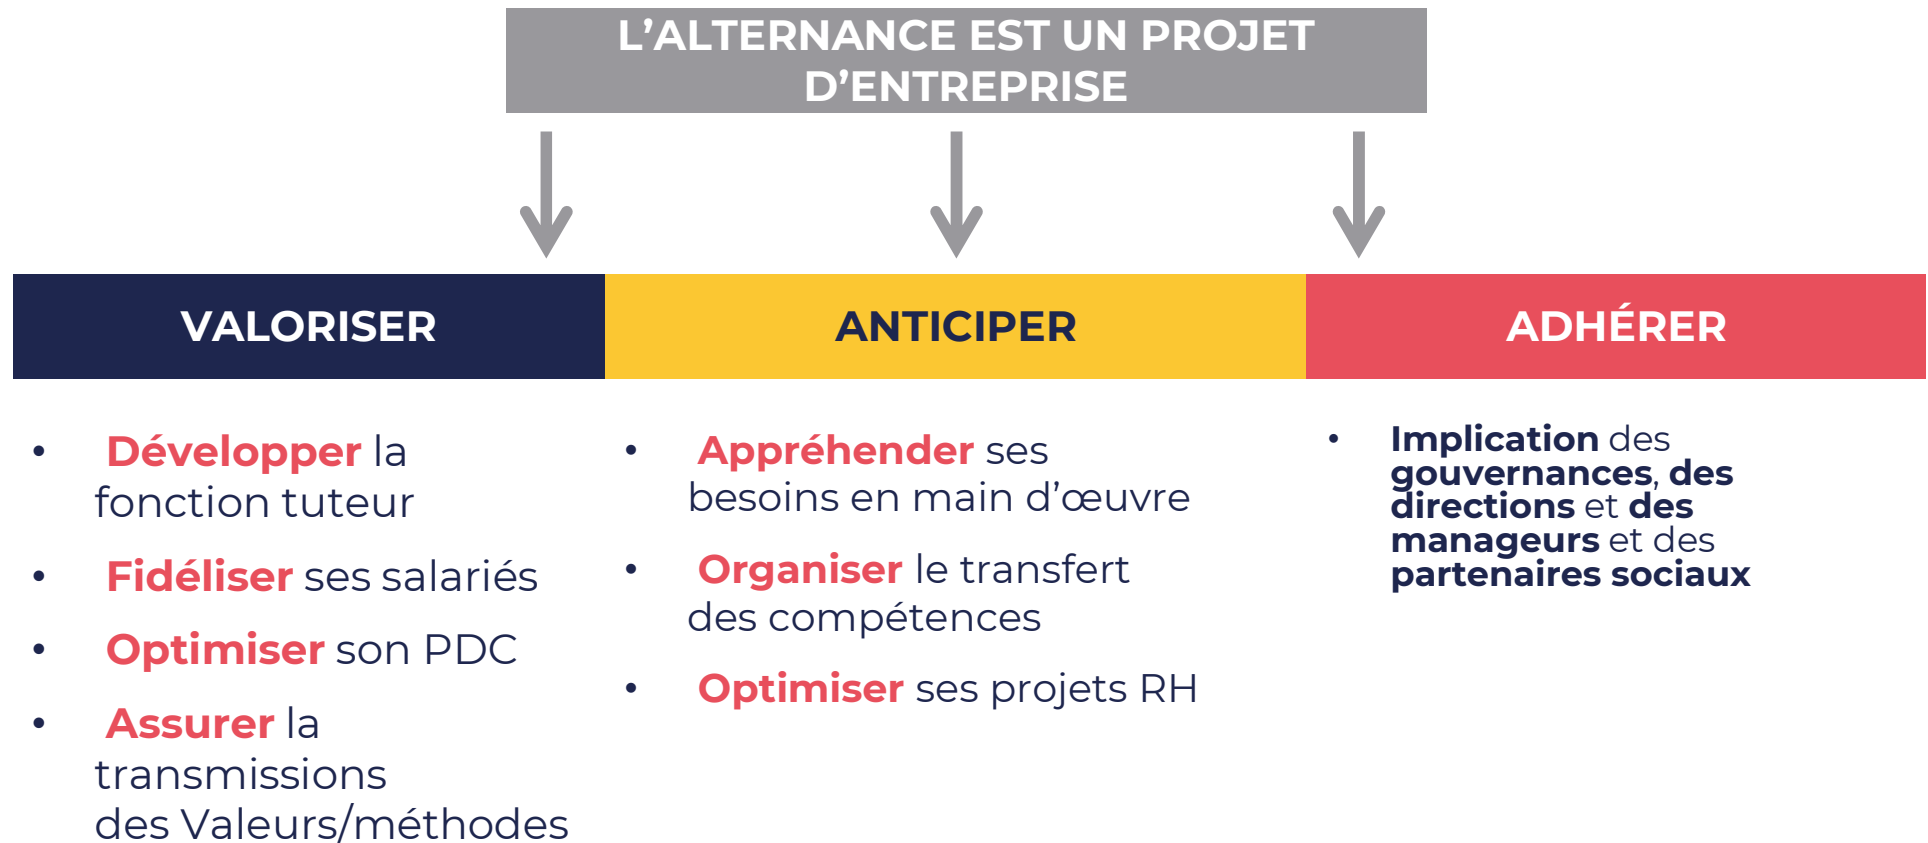 L’ALTERNANCE EST UN PROJET
D’ENTREPRISE
VALORISER
ANTICIPER
ADHÉRER
• Développer la
fonction tuteur
• Fidéliser ses salariés
• Optimiser son PDC
• Assurer la
transmissions
des Valeurs/méthodes
• Appréhender ses
besoins en main d’œuvre
• Organiser le transfert
des compétences
• Optimiser ses projets RH
• Implication des
gouvernances, des
directions et des
manageurs et des
partenaires sociaux